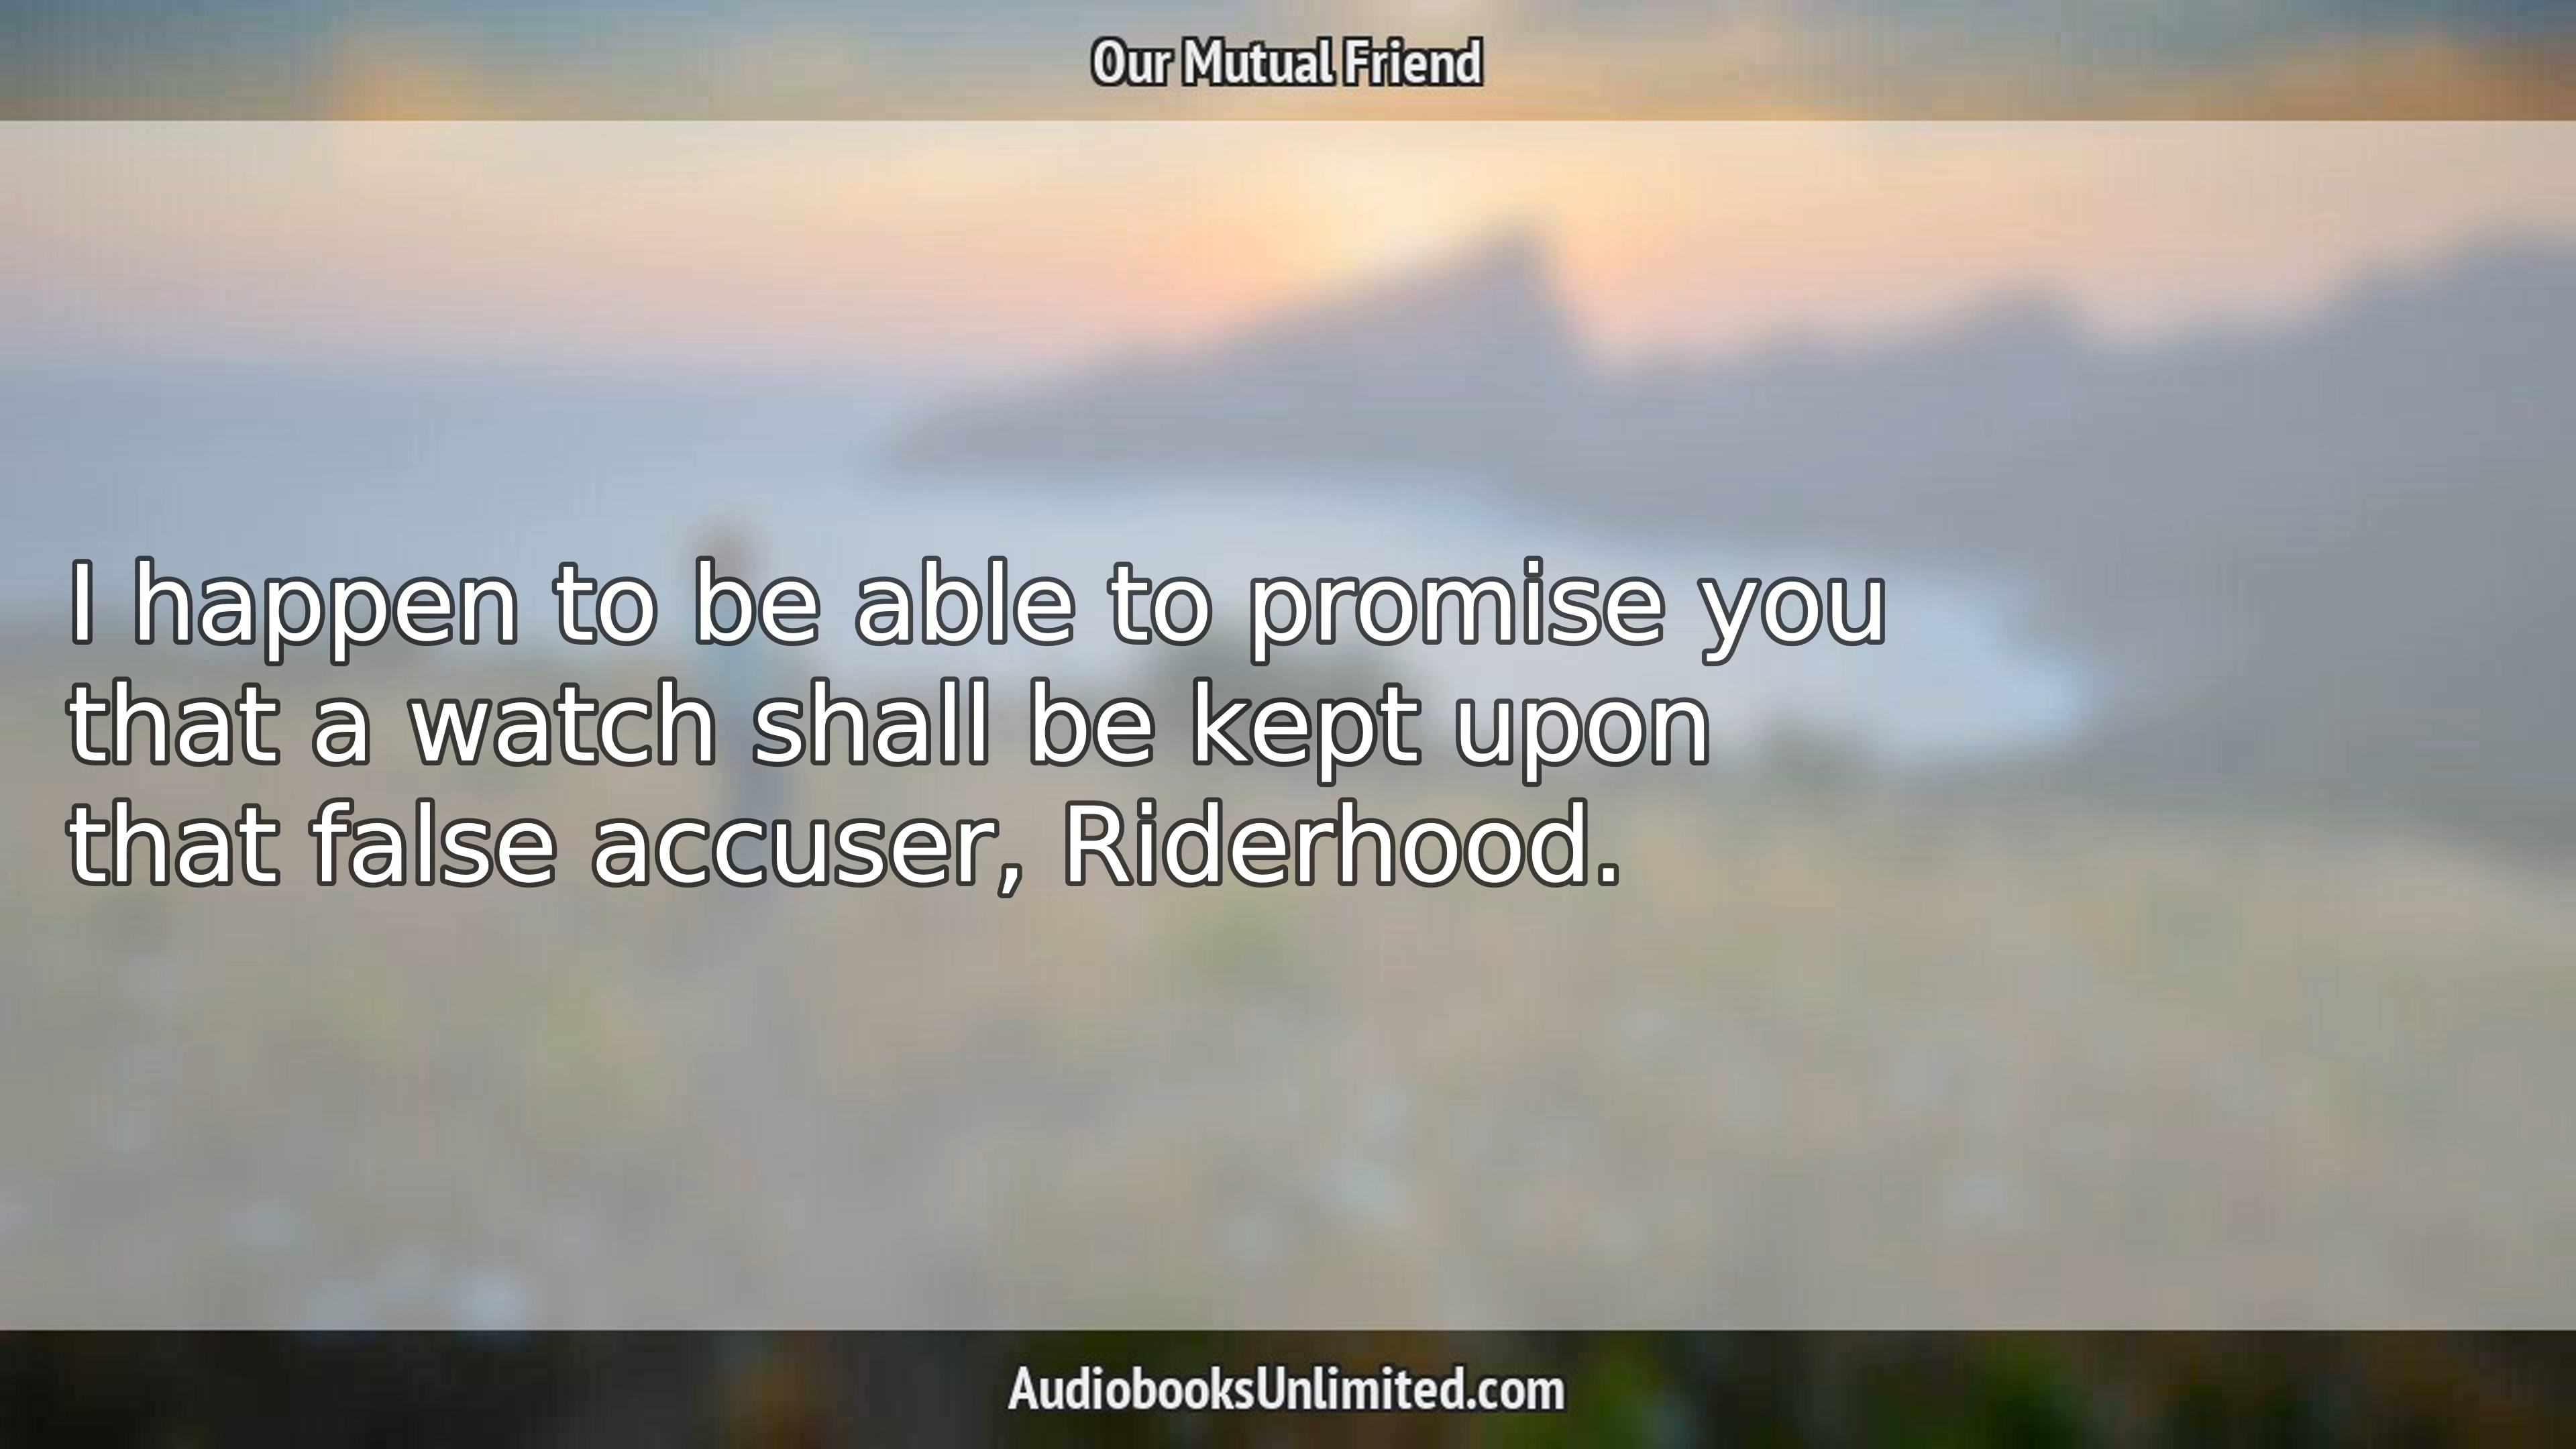 Our Mutual Friend
I happen to be able to promise you
that a watch shall be kept upon
that false accuser, Riderhood.
AudiobooksUnlimited.com